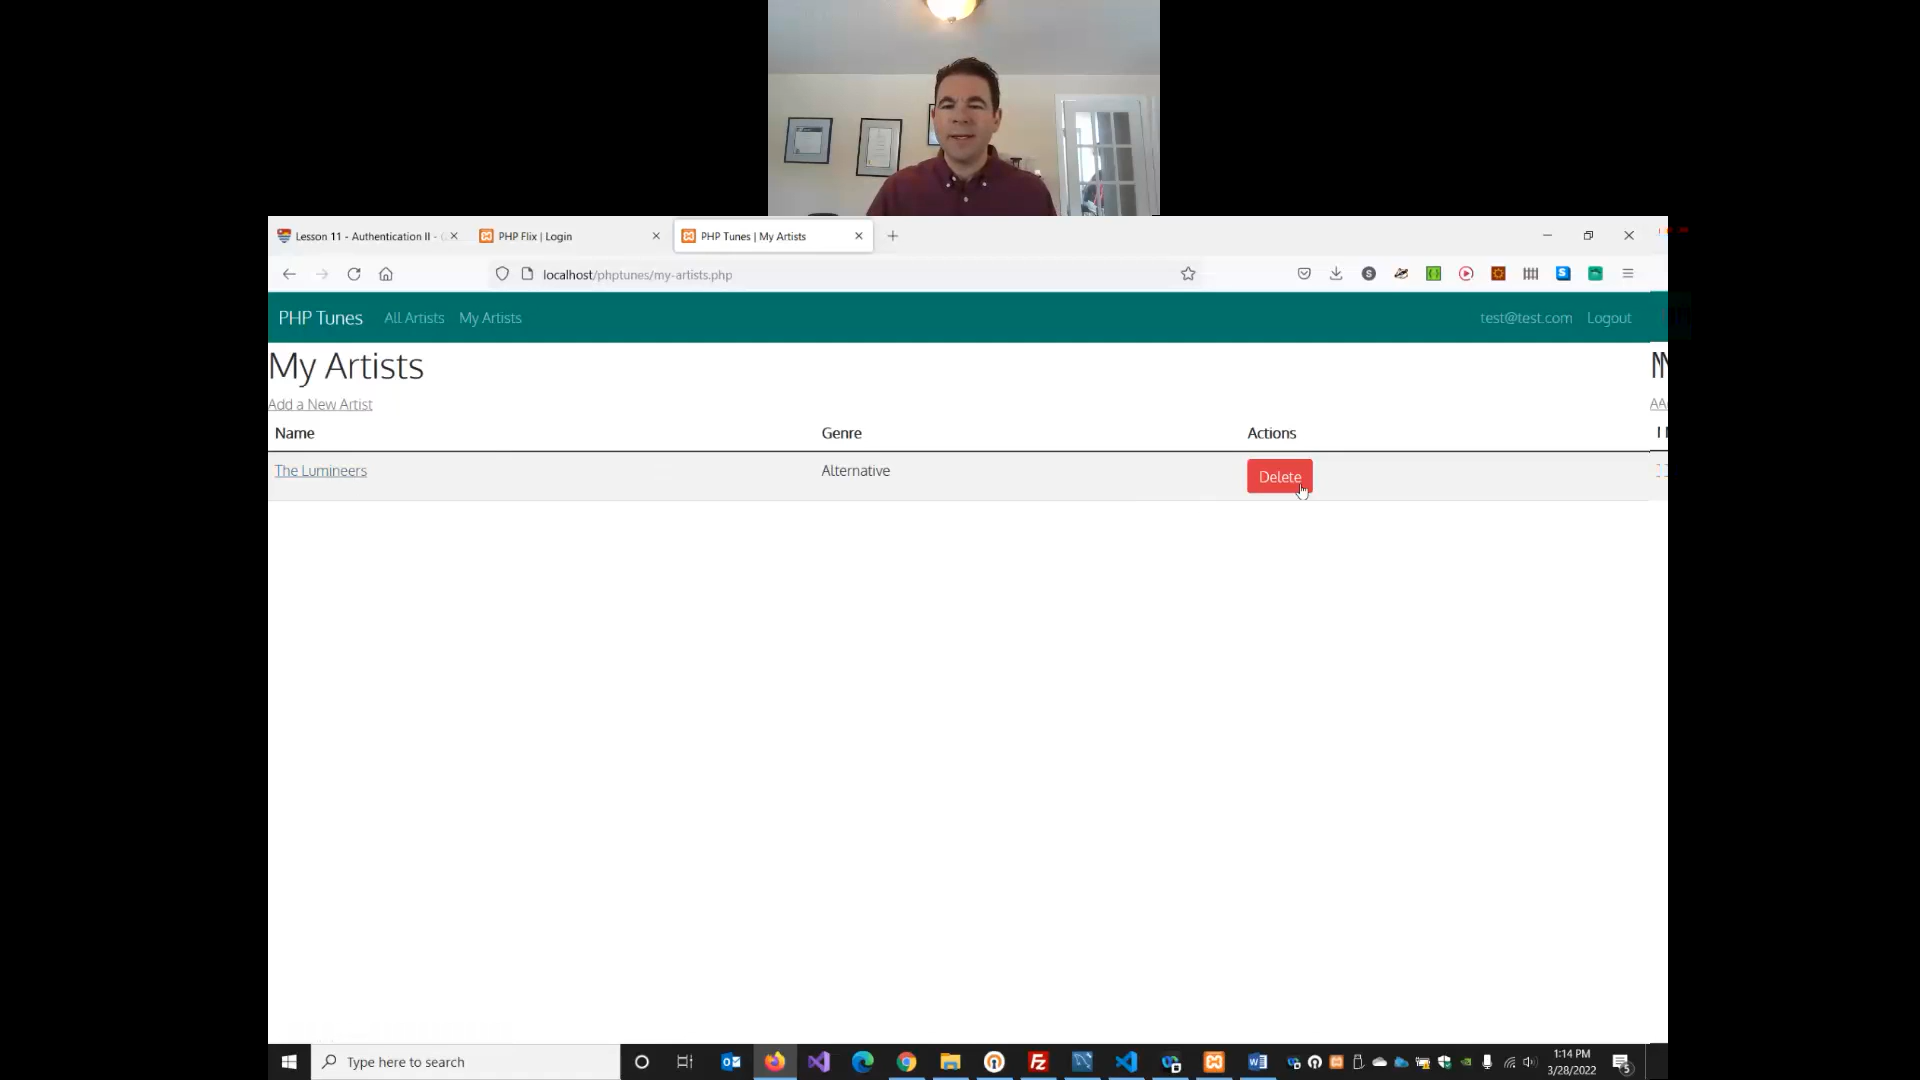 Lesson 11 - Authentication II -
PHP Flix | Login
PHP Tunes | My Artists
localhost/phptunes/my-artists.php
PHP Tunes
All Artists
My Artists
test@test.com
Logout
My Artists
Add a New Artist
Name
Genre
Actions
The Lumineers
Alternative
Delete
Type here to search
1:14 PM
3/28/2022